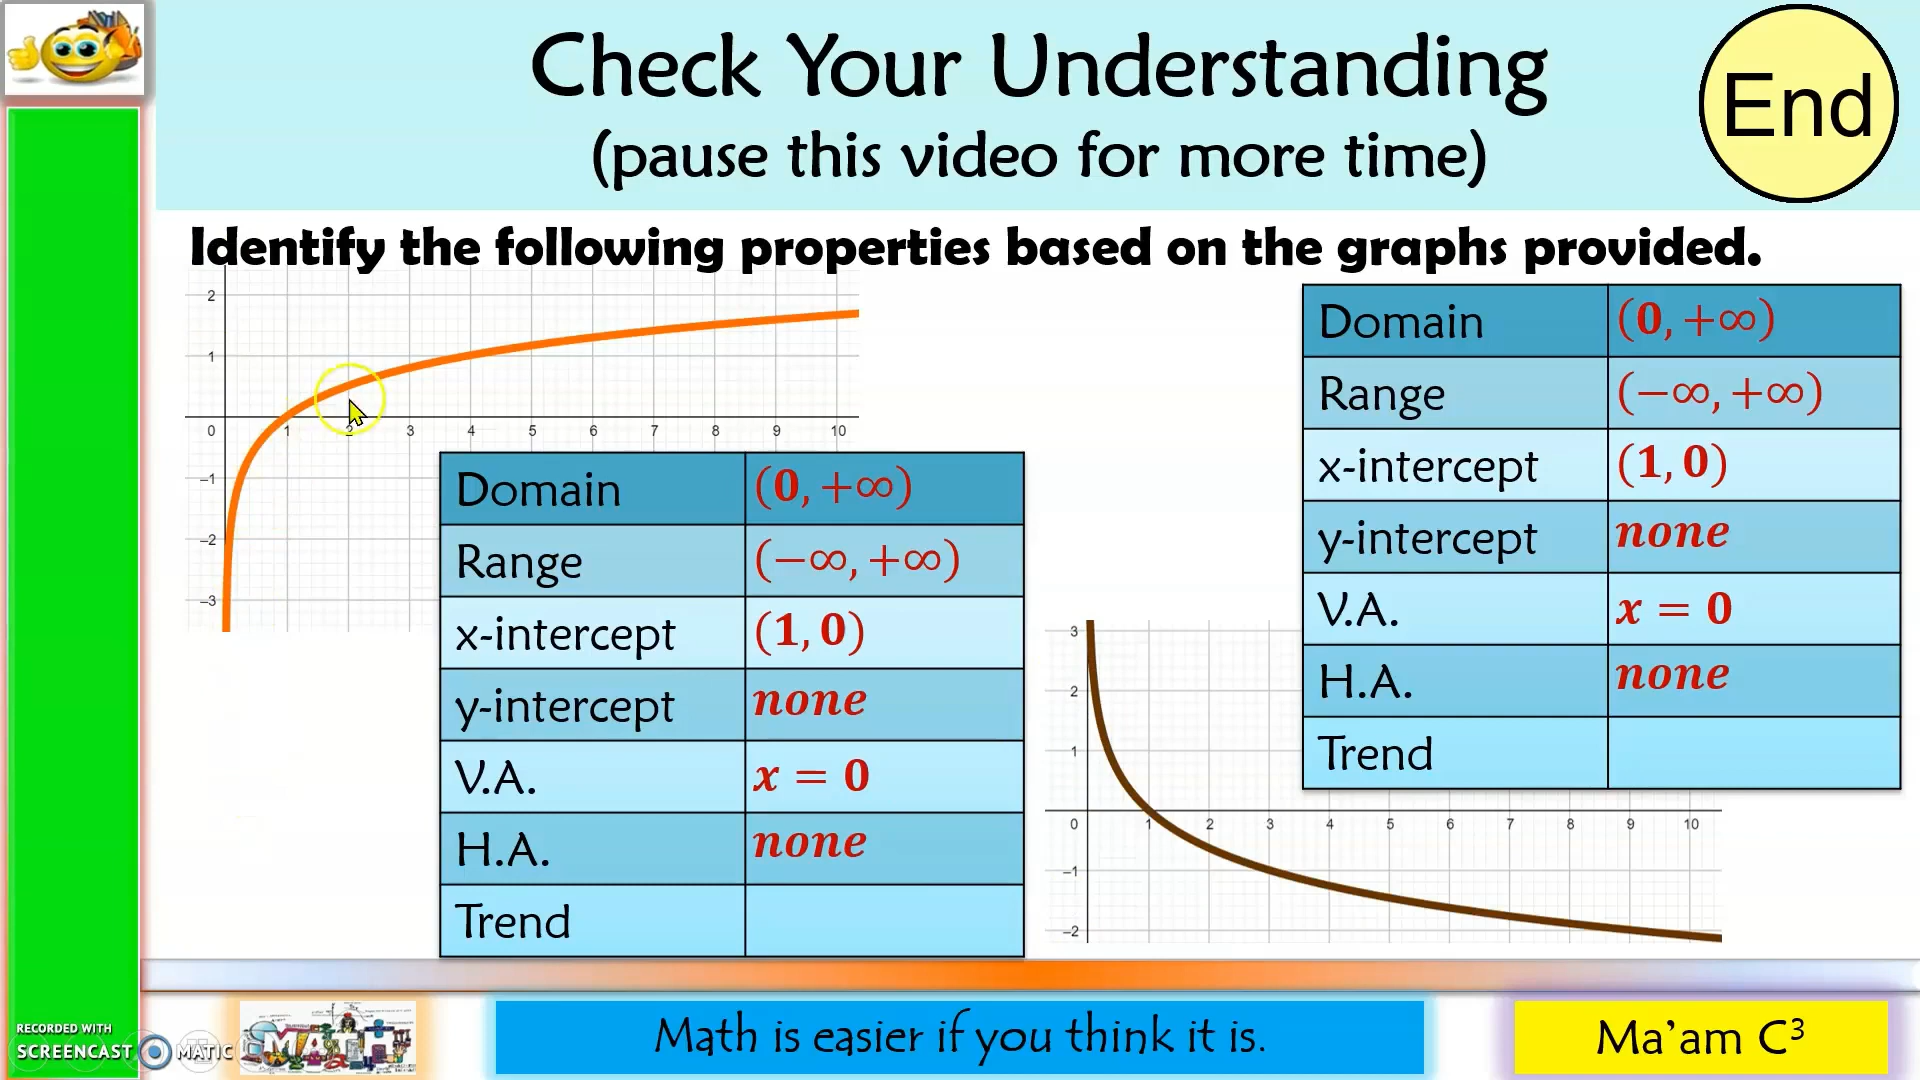 Check Your Understanding
(pause this video for more time)
End
Identify the following properties based on the graphs provided.
2
1
0 1 2 3 4 5 6 7 8 9 10
−1
−2
−3
Domain (0, +∞)
Range (−∞, +∞)
x-intercept (1, 0)
y-intercept none
V.A. x = 0
H.A. none
Trend
Domain (0, +∞)
Range (−∞, +∞)
x-intercept (1, 0)
y-intercept none
V.A. x = 0
H.A. none
Trend
3
2
1
0 1 2 3 4 5 6 7 8 9 10
−1
−2
RECORDED WITH
SCREENCAST MATIC
MATH
Math is easier if you think it is.
Ma'am C³